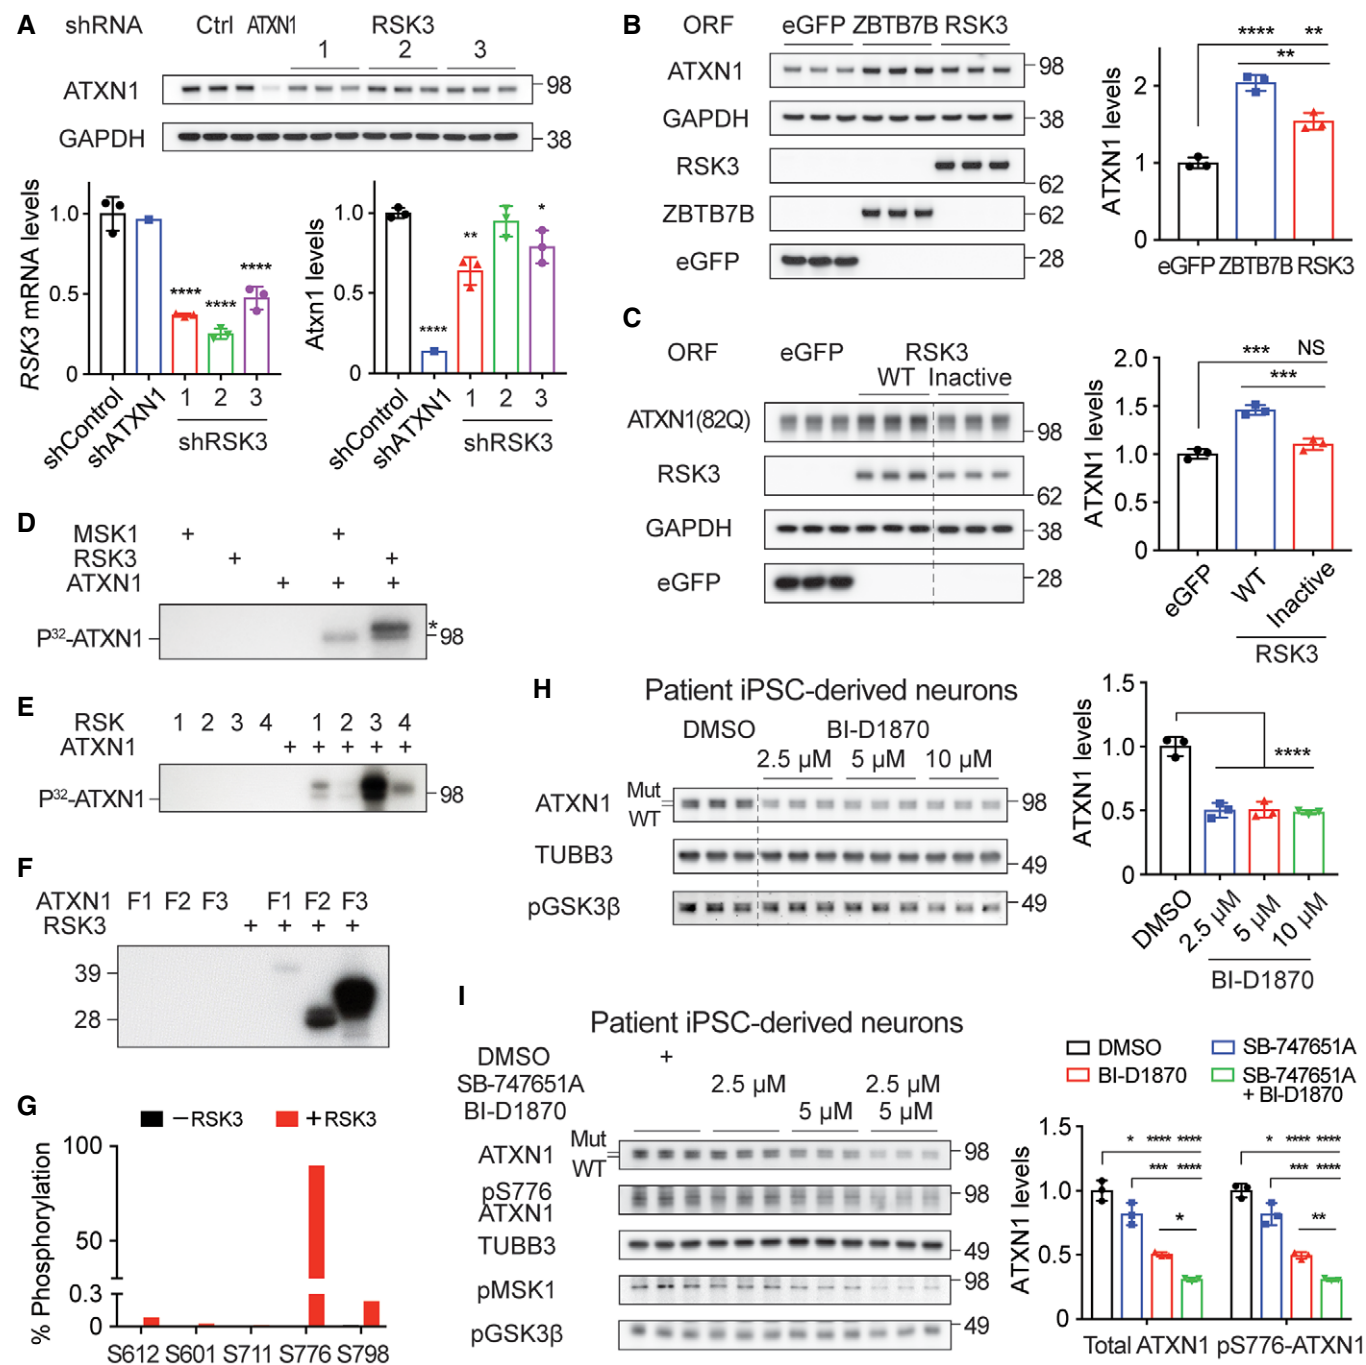 A
shRNA Ctrl ATXN1 RSK3
1 2 3
ATXN1 98
GAPDH 38
RSK3 mRNA levels
1.0
0.5
0
**** **** ****
shControl shATXN1 1 2 3
shRSK3
Atxn1 levels
1.0
0.5
0
**** ** *
shControl shATXN1 1 2 3
shRSK3
B
ORF eGFP ZBTB7B RSK3
ATXN1 98
GAPDH 38
RSK3
62
ZBTB7B 62
eGFP 28
ATXN1 levels
2
1
0
**** **
**
eGFP ZBTB7B RSK3
C
ORF eGFP RSK3
WT Inactive
ATXN1(82Q) 98
RSK3
62
GAPDH 38
eGFP 28
ATXN1 levels
2.0
1.5
1.0
0.5
0
*** NS
***
eGFP WT Inactive
RSK3
D
MSK1 + +
RSK3 + +
ATXN1 + + +
P32-ATXN1 * 98
E
RSK 1 2 3 4 1 2 3 4
ATXN1 + + + + +
P32-ATXN1 98
F
ATXN1 F1 F2 F3 F1 F2 F3
RSK3 + + + +
39
28
G
−RSK3 +RSK3
% Phosphorylation
100
50
0.3
0
S612 S601 S711 S776 S798
H
Patient iPSC-derived neurons
DMSO BI-D1870
2.5 µM 5 µM 10 µM
ATXN1 Mut WT 98
TUBB3 49
pGSK3β 49
ATXN1 levels
1.5
1.0
0.5
0
****
DMSO 2.5 µM 5 µM 10 µM
BI-D1870
I
Patient iPSC-derived neurons
DMSO +
SB-747651A 2.5 µM 2.5 µM
BI-D1870 5 µM 5 µM
ATXN1 Mut WT 98
pS776 ATXN1 98
TUBB3 49
pMSK1 98
pGSK3β 49
DMSO SB-747651A
BI-D1870 SB-747651A
+ BI-D1870
ATXN1 levels
1.5
1.0
0.5
0
* **** **** * **** ****
*** **** *** ****
* **
Total ATXN1 pS776-ATXN1